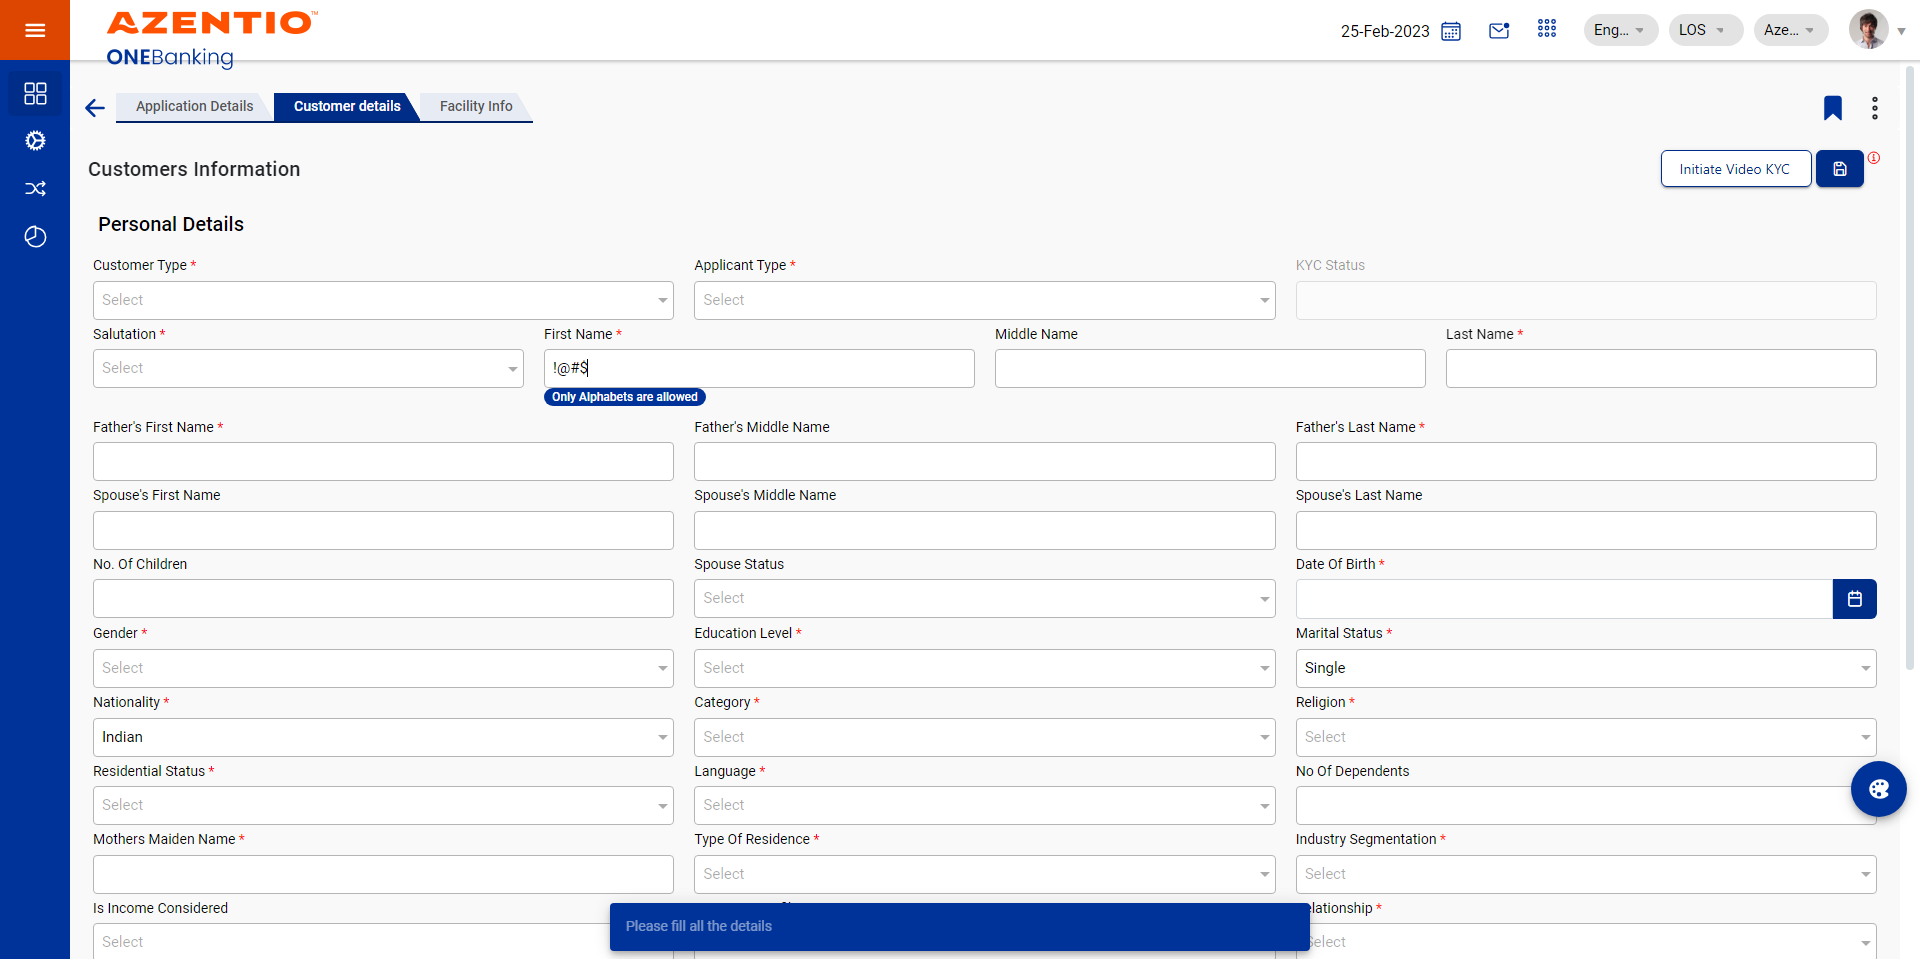 AZENTIO™
ONEBanking
25-Feb-2023
Eng...
LOS
Aze...
Application Details
Customer details
Facility Info
Customers Information
Initiate Video KYC
Personal Details
Customer Type *
Applicant Type *
KYC Status
Select
Select
Salutation *
First Name *
Middle Name
Last Name *
Select
!@#$
Only Alphabets are allowed
Father's First Name *
Father's Middle Name
Father's Last Name *
Spouse's First Name
Spouse's Middle Name
Spouse's Last Name
No. Of Children
Spouse Status
Date Of Birth *
Select
Gender *
Education Level *
Marital Status *
Select
Select
Single
Nationality *
Category *
Religion *
Indian
Select
Select
Residential Status *
Language *
No Of Dependents
Select
Select
Mothers Maiden Name *
Type Of Residence *
Industry Segmentation *
Select
Select
Is Income Considered
elationship *
Select
Please fill all the details
Select